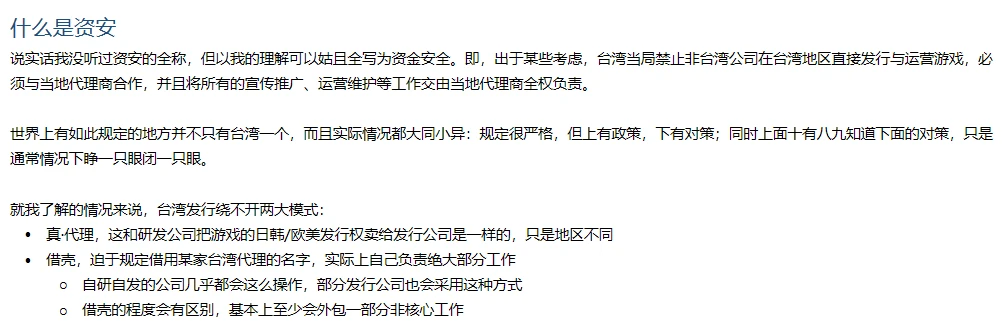 什么是资安
说实话我没听过资安的全称，但以我的理解可以姑且全写为资金安全。即，出于某些考虑，台湾当局禁止非台湾公司在台湾地区直接发行与运营游戏，必
须与当地代理商合作，并且将所有的宣传推广、运营维护等工作交由当地代理商全权负责。
世界上有如此规定的地方并不只有台湾一个，而且实际情况都大同小异：规定很严格，但上有政策，下有对策；同时上面十有八九知道下面的对策，只是
通常情况下睁一只眼闭一只眼。
就我了解的情况来说，台湾发行绕不开两大模式：
• 真·代理，这和研发公司把游戏的日韩/欧美发行权卖给发行公司是一样的，只是地区不同
• 借壳，迫于规定借用某家台湾代理的名字，实际上自己负责绝大部分工作
○ 自研自发的公司几乎都会这么操作，部分发行公司也会采用这种方式
○ 借壳的程度会有区别，基本上至少会外包一部分非核心工作